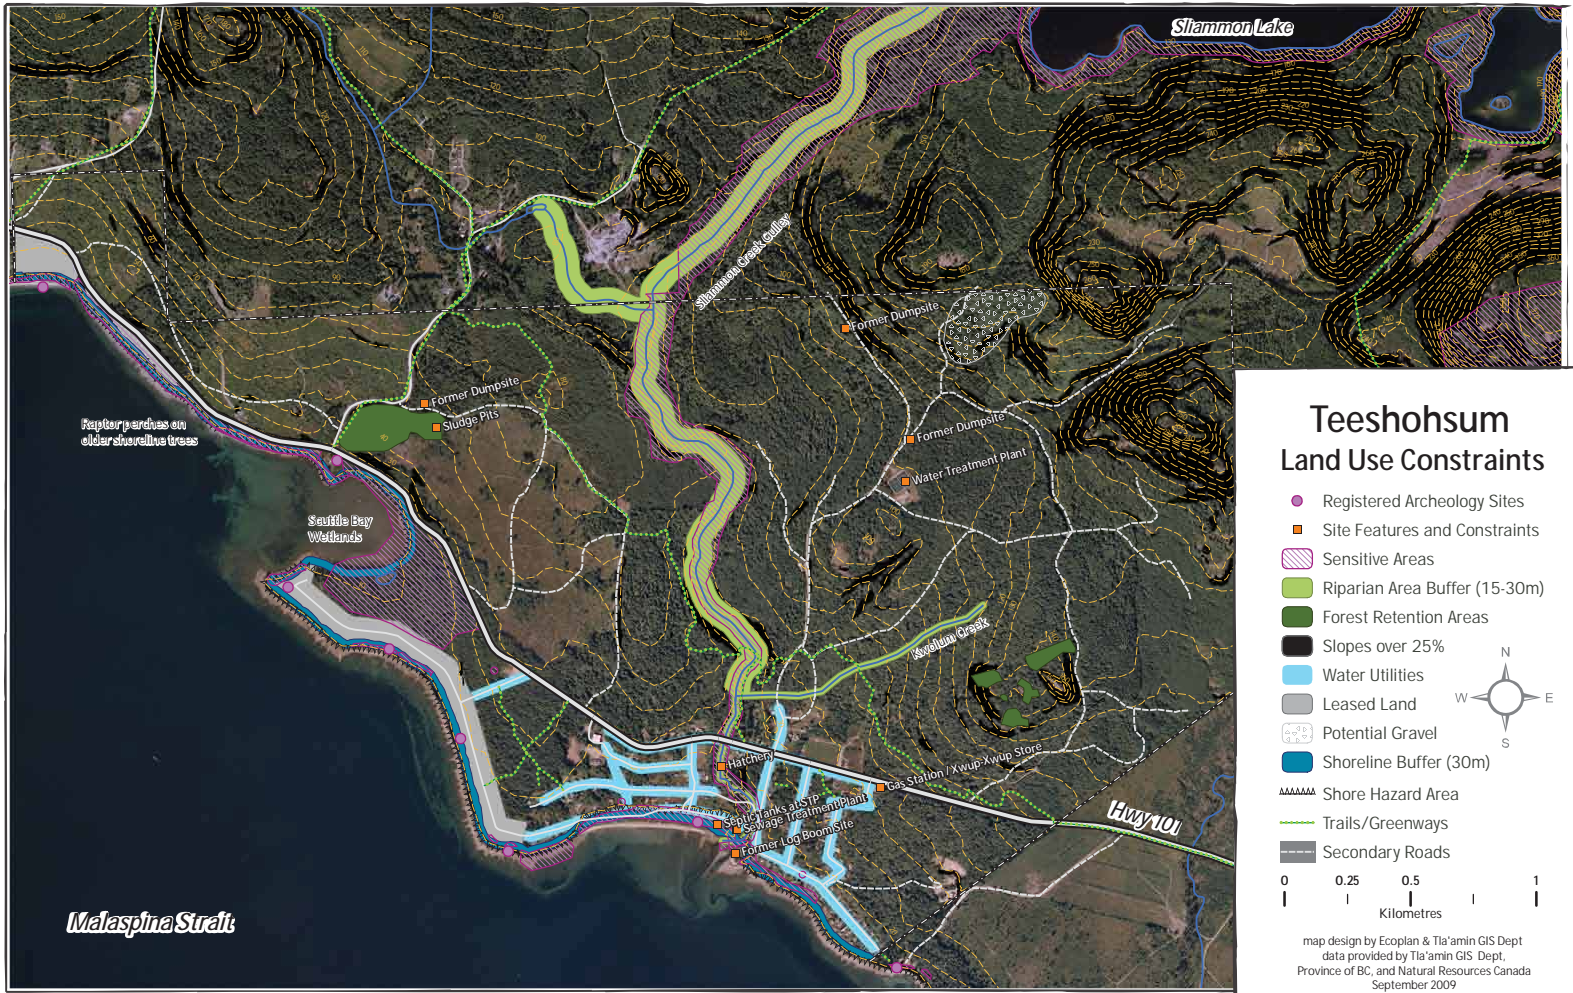 Sliammon Lake
Sliammon Creek Gulley
Former Dumpsite
Former Dumpsite
Sludge Pits
Raptor perches on
older shoreline trees
Former Dumpsite
Water Treatment Plant
Scuttle Bay
Wetlands
Kwolum Creek
Hatchery
Gas Station / Xwup-Xwup Store
Septic Tanks at STP
Sewage Treatment Plant
Former Log Boom Site
Hwy 101
Malaspina Strait
Teeshohsum
Land Use Constraints
Registered Archeology Sites
Site Features and Constraints
Sensitive Areas
Riparian Area Buffer (15-30m)
Forest Retention Areas
Slopes over 25%
Water Utilities
Leased Land
Potential Gravel
Shoreline Buffer (30m)
Shore Hazard Area
Trails/Greenways
Secondary Roads
N
W E
S
0 0.25 0.5 1
Kilometres
map design by Ecoplan & Tla'amin GIS Dept
data provided by Tla'amin GIS Dept,
Province of BC, and Natural Resources Canada
September 2009